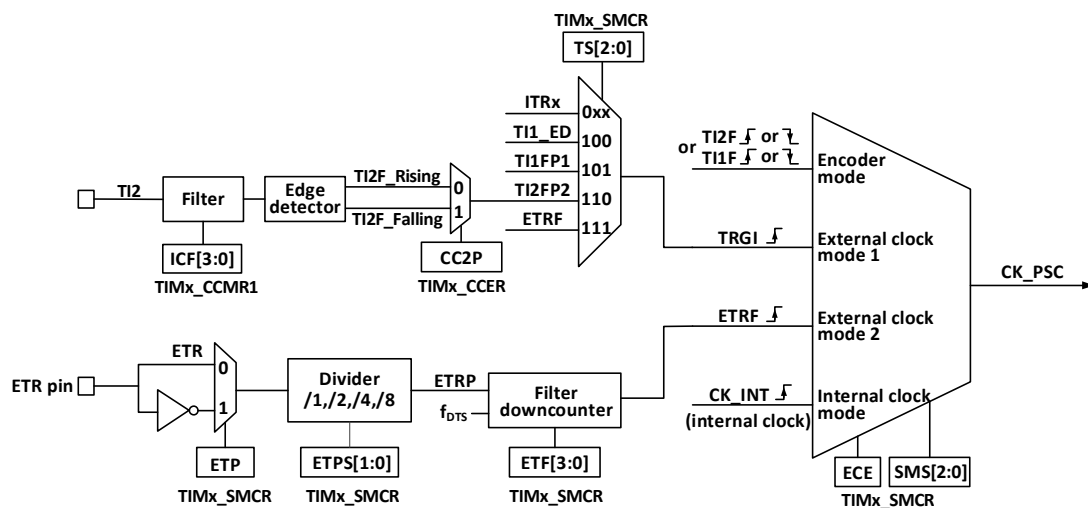 TIMx_SMCR
TS[2:0]
ITRx
0xx
TI1_ED
100
TI1FP1
101
TI2FP2
110
ETRF
111
TI2
Filter
Edge
detector
TI2F_Rising
TI2F_Falling
0
1
ICF[3:0]
TIMx_CCMR1
CC2P
TIMx_CCER
or TI2F or
TI1F or
Encoder
mode
TRGI
External clock
mode 1
CK_PSC
ETRF
External clock
mode 2
CK_INT
(internal clock)
Internal clock
mode
ECE
SMS[2:0]
TIMx_SMCR
ETR pin
ETR
0
1
Divider
/1,/2,/4,/8
ETRP
fDTS
Filter
downcounter
ETP
TIMx_SMCR
ETPS[1:0]
TIMx_SMCR
ETF[3:0]
TIMx_SMCR